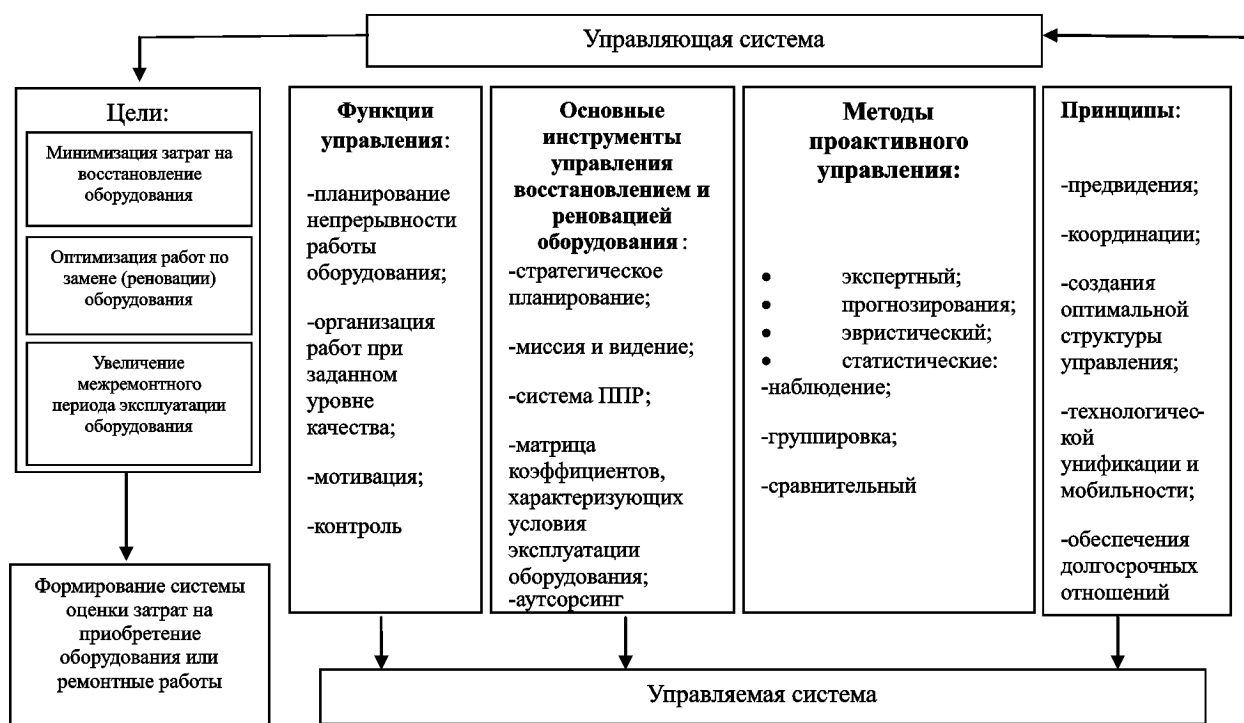 Управляющая система
Цели:
Минимизация затрат на
восстановление
оборудования
Оптимизация работ по
замене (реновации)
оборудования
Увеличение
межремонтного
периода эксплуатации
оборудования
Формирование системы
оценки затрат на
приобретение
оборудования или
ремонтные работы
Функции
управления:
-планирование
непрерывности
работы
оборудования;
-организация
работ при
заданном
уровне
качества;
-мотивация;
-контроль
Основные
инструменты
управления
восстановлением и
реновацией
оборудования :
-стратегическое
планирование;
-миссия и видение;
-система ППР;
-матрица
коэффициентов,
характеризующих
условия
эксплуатации
оборудования;
-аутсорсинг
Методы
проактивного
управления:
• экспертный;
• прогнозирования;
• эвристический;
• статистические:
-наблюдение;
-группировка;
-сравнительный
Принципы:
-предвидения;
-координации;
-создания
оптимальной
структуры
управления;
-технологичес-
кой
унификации и
мобильности;
-обеспечения
долгосрочных
отношений
Управляемая система